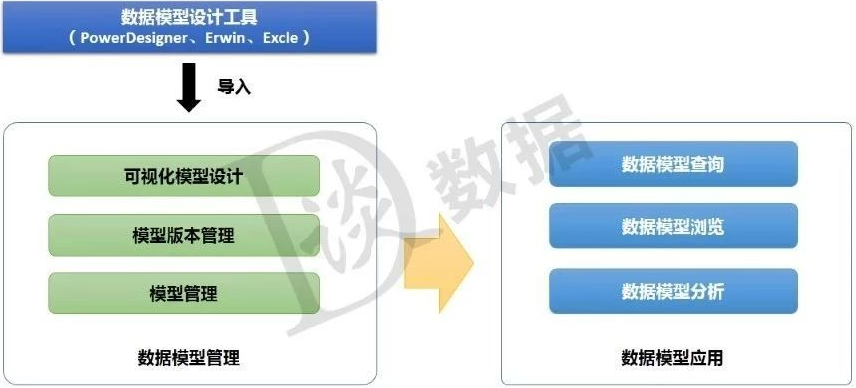 数据模型设计工具
（PowerDesigner、Erwin、Excle）
导入
可视化模型设计
模型版本管理
模型管理
数据模型管理
数据模型查询
数据模型浏览
数据模型分析
数据模型应用
谈数据